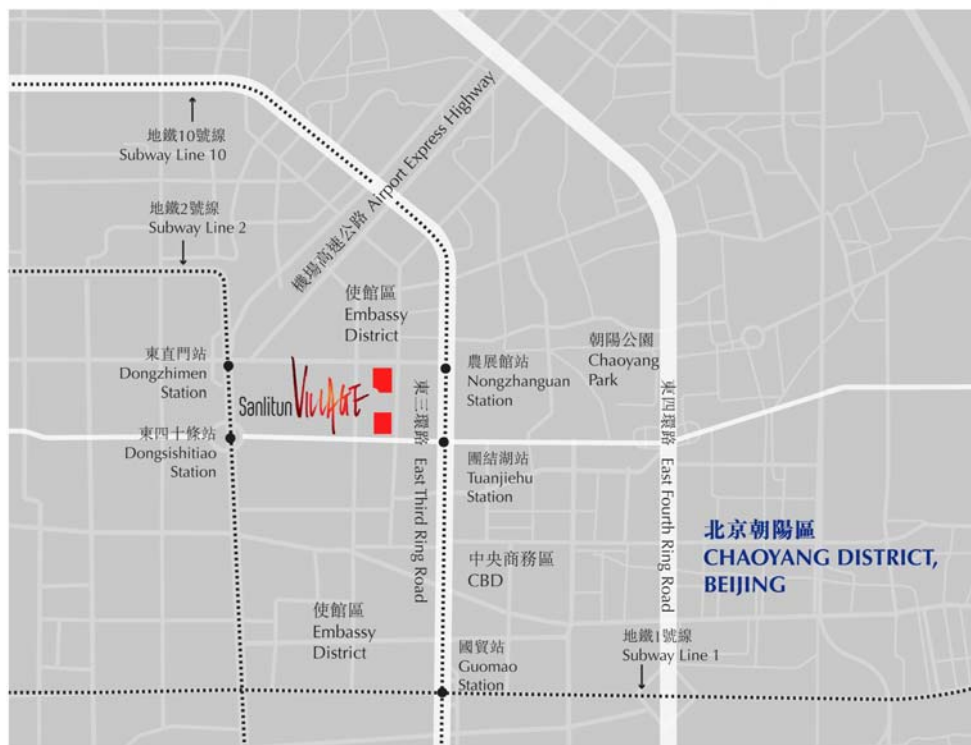 地鐵10號線
Subway Line 10
地鐵2號線
Subway Line 2
機場高速公路 Airport Express Highway
使館區
Embassy
District
東直門站
Dongzhimen
Station
Sanlitun VILLAGE
東三環路 East Third Ring Road
農展館站
Nongzhanguan
Station
朝陽公園
Chaoyang
Park
東四環路 East Fourth Ring Road
東四十條站
Dongsishitiao
Station
團結湖站
Tuanjiehu
Station
北京朝陽區
CHAOYANG DISTRICT,
BEIJING
中央商務區
CBD
使館區
Embassy
District
國貿站
Guomao
Station
地鐵1號線
Subway Line 1